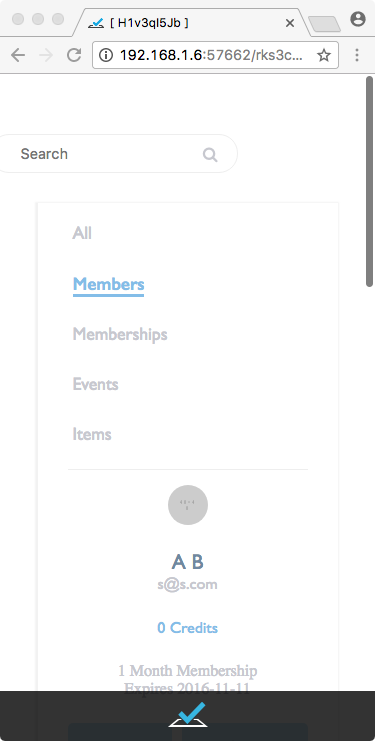 [ H1v3ql5Jb ]
192.168.1.6:57662/rks3c...
Search
All
Members
Memberships
Events
Items
A B
s@s.com
0 Credits
1 Month Membership
Expires 2016-11-11